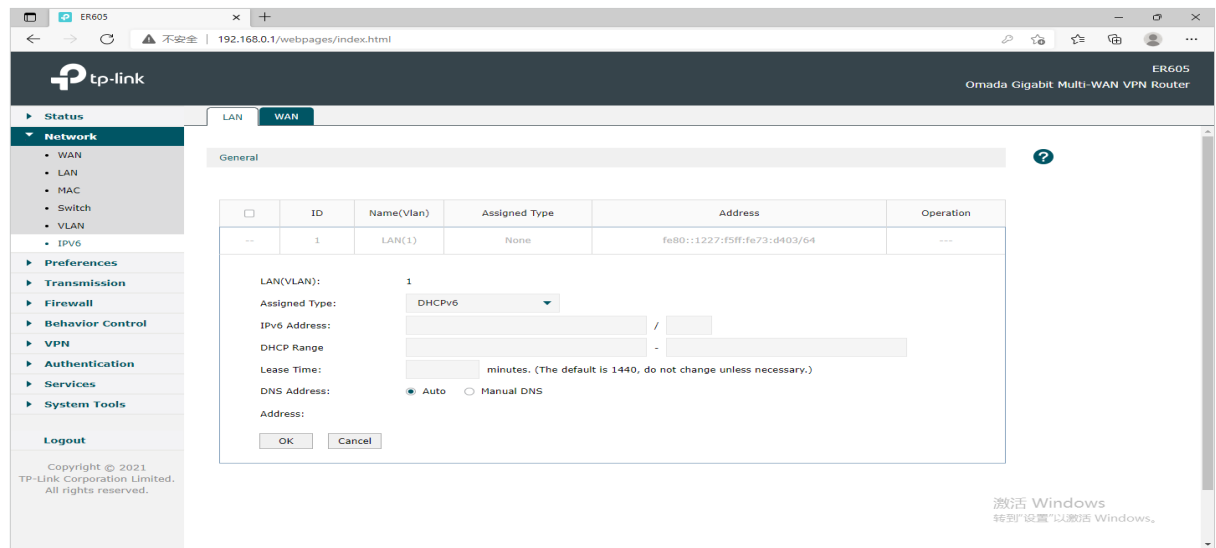 ER605
不安全 | 192.168.0.1/webpages/index.html
tp-link
ER605
Omada Gigabit Multi-WAN VPN Router
Status
Network
WAN
LAN
MAC
Switch
VLAN
IPV6
Preferences
Transmission
Firewall
Behavior Control
VPN
Authentication
Services
System Tools
Logout
Copyright © 2021
TP-Link Corporation Limited.
All rights reserved.
LAN WAN
General
ID Name(Vlan) Assigned Type Address Operation
-- 1 LAN(1) None fe80::1227:f5ff:fe73:d403/64 ---
LAN(VLAN): 1
Assigned Type: DHCPv6
IPv6 Address: /
DHCP Range -
Lease Time: minutes. (The default is 1440, do not change unless necessary.)
DNS Address: Auto Manual DNS
Address:
OK Cancel
激活 Windows
转到"设置"以激活 Windows。